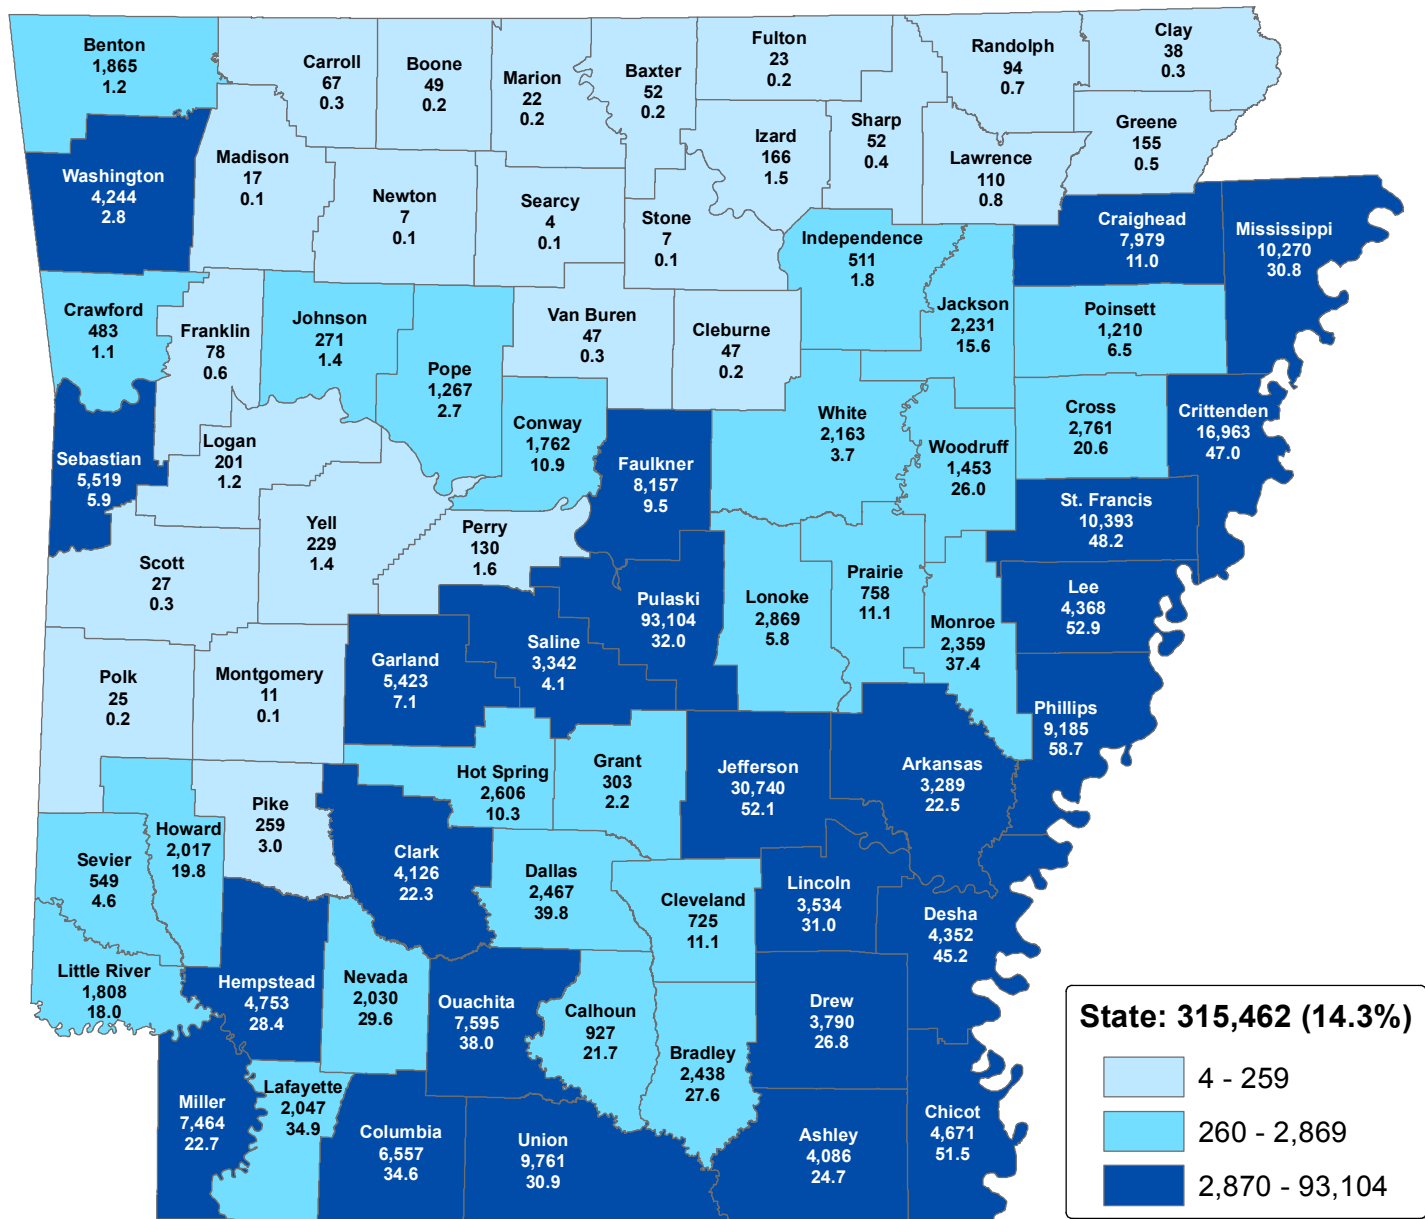 Benton
1,865
1.2
Carroll
67
0.3
Boone
49
0.2
Marion
22
0.2
Baxter
52
0.2
Fulton
23
0.2
Randolph
94
0.7
Clay
38
0.3
Washington
4,244
2.8
Madison
17
0.1
Newton
7
0.1
Searcy
4
0.1
Stone
7
0.1
Izard
166
1.5
Sharp
52
0.4
Lawrence
110
0.8
Greene
155
0.5
Independence
511
1.8
Craighead
7,979
11.0
Mississippi
10,270
30.8
Crawford
483
1.1
Franklin
78
0.6
Johnson
271
1.4
Pope
1,267
2.7
Van Buren
47
0.3
Cleburne
47
0.2
Jackson
2,231
15.6
Poinsett
1,210
6.5
Sebastian
5,519
5.9
Logan
201
1.2
Conway
1,762
10.9
Faulkner
8,157
9.5
White
2,163
3.7
Woodruff
1,453
26.0
Cross
2,761
20.6
Crittenden
16,963
47.0
Scott
27
0.3
Yell
229
1.4
Perry
130
1.6
St. Francis
10,393
48.2
Pulaski
93,104
32.0
Lonoke
2,869
5.8
Prairie
758
11.1
Monroe
2,359
37.4
Lee
4,368
52.9
Polk
25
0.2
Montgomery
11
0.1
Garland
5,423
7.1
Saline
3,342
4.1
Phillips
9,185
58.7
Hot Spring
2,606
10.3
Grant
303
2.2
Jefferson
30,740
52.1
Arkansas
3,289
22.5
Sevier
549
4.6
Howard
2,017
19.8
Pike
259
3.0
Clark
4,126
22.3
Dallas
2,467
39.8
Cleveland
725
11.1
Lincoln
3,534
31.0
Desha
4,352
45.2
Little River
1,808
18.0
Hempstead
4,753
28.4
Nevada
2,030
29.6
Ouachita
7,595
38.0
Calhoun
927
21.7
Bradley
2,438
27.6
Drew
3,790
26.8
Miller
7,464
22.7
Lafayette
2,047
34.9
Columbia
6,557
34.6
Union
9,761
30.9
Ashley
4,086
24.7
Chicot
4,671
51.5
State: 315,462 (14.3%)
4 - 259
260 - 2,869
2,870 - 93,104